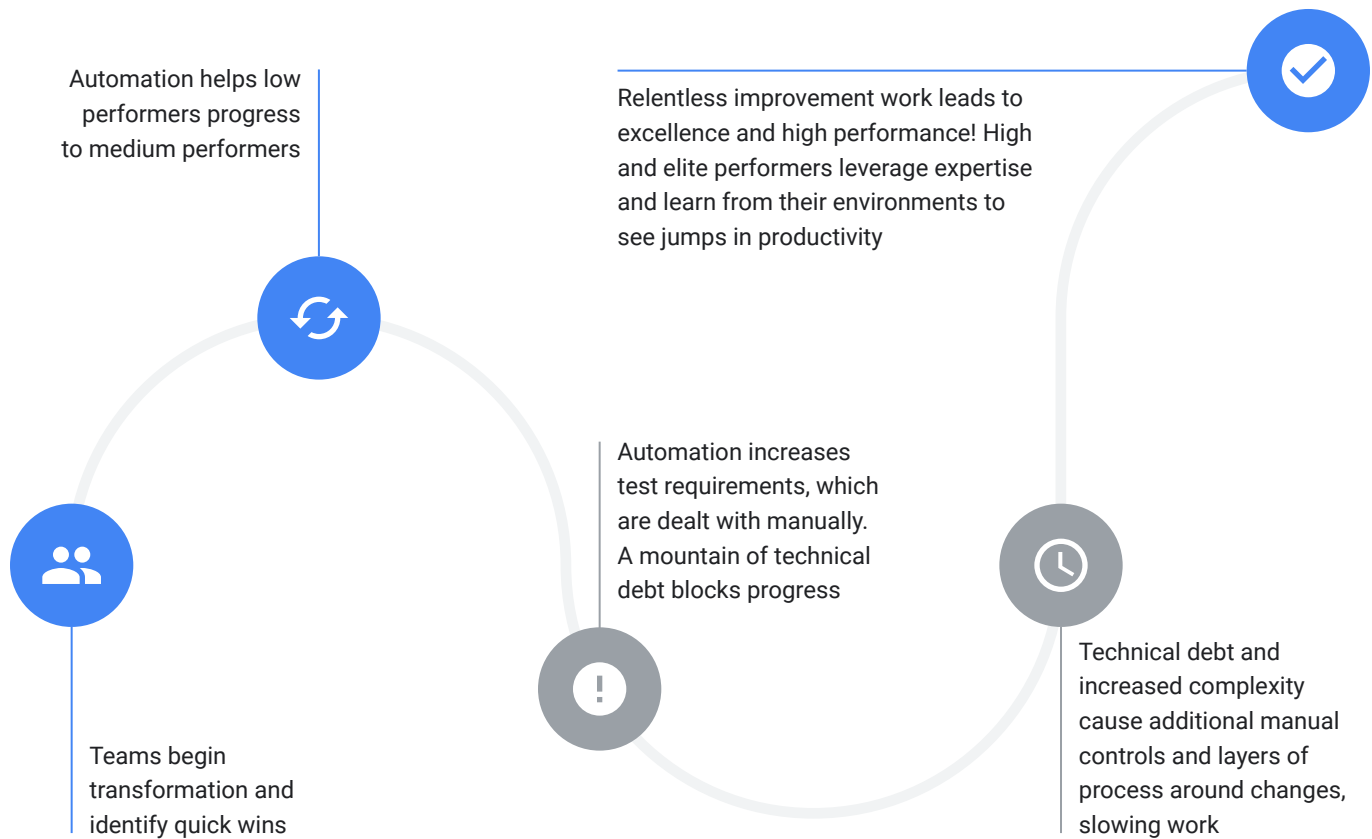 Automation helps low
performers progress
to medium performers
Relentless improvement work leads to
excellence and high performance! High
and elite performers leverage expertise
and learn from their environments to
see jumps in productivity
Automation increases
test requirements, which
are dealt with manually.
A mountain of technical
debt blocks progress
Teams begin
transformation and
identify quick wins
Technical debt and
increased complexity
cause additional manual
controls and layers of
process around changes,
slowing work